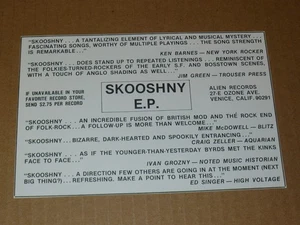 "SKOOSHNY . . . A TANTALIZING ELEMENT OF LYRICAL AND MUSICAL MYSTERY . . .
FASCINATING SONGS, WORTHY OF MULTIPLE PLAYINGS . . . THE SONG STRENGTH
IS REMARKABLE . . ."
KEN BARNES — NEW YORK ROCKER
"SKOOSHNY . . . DOES STAND UP TO REPEATED LISTENINGS . . . REMINISCENT OF
THE FOLKIES-TURNED-ROCKERS OF THE EARLY S.F. AND BOSSTOWN SCENES,
WITH A TOUCH OF ANGLO SHADING AS WELL . . ."
JIM GREEN — TROUSER PRESS
IF UNAVAILABLE IN YOUR
FAVORITE RECORD STORE,
SEND $2.75 PER RECORD
SKOOSHNY
E.P.
ALIEN RECORDS
27-E OZONE AVE.
VENICE, CALIF. 90291
"SKOOSHNY . . . AN INCREDIBLE FUSION OF BRITISH MOD AND THE ROCK END
OF FOLK-ROCK . . . A FOLLOW-UP IS MORE THAN WELCOME . . ."
MIKE McDOWELL — BLITZ
"SKOOSHNY . . . BIZARRE, DARK-HEARTED AND SPOOKILY ENTRANCING . . ."
CRAIG ZELLER — AQUARIAN
"SKOOSHNY . . . AS IF THE YOUNGER-THAN-YESTERDAY BYRDS MET THE KINKS
FACE TO FACE . . ."
IVAN GROZNY — NOTED MUSIC HISTORIAN
"SKOOSHNY . . . A DIRECTION FEW OTHERS ARE GOING IN AT THE MOMENT (NEXT
BIG THING?) . . . REFRESHING. MAKE A POINT TO HEAR THIS . . ."
ED SINGER — HIGH VOLTAGE